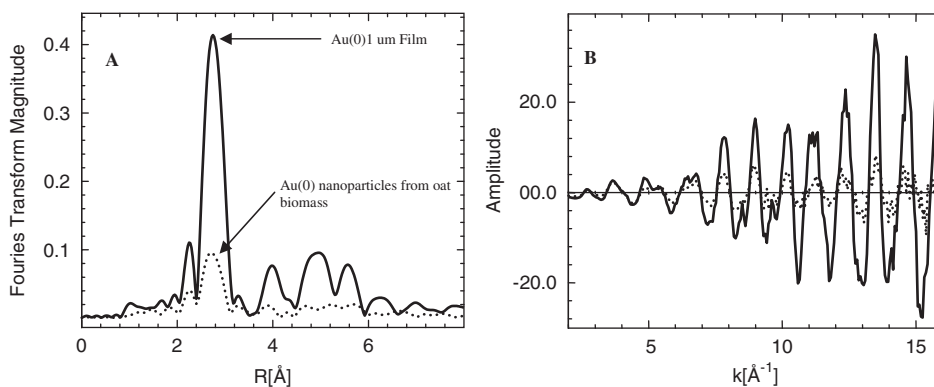 A
Au(0)1 um Film
Au(0) nanoparticles from oat
biomass
Fouries Transform Magnitude
0.4
0.3
0.2
0.1
0
2
4
6
R[Å]
B
Amplitude
20.0
00.0
-20.0
5
10
15
k[Å⁻¹]